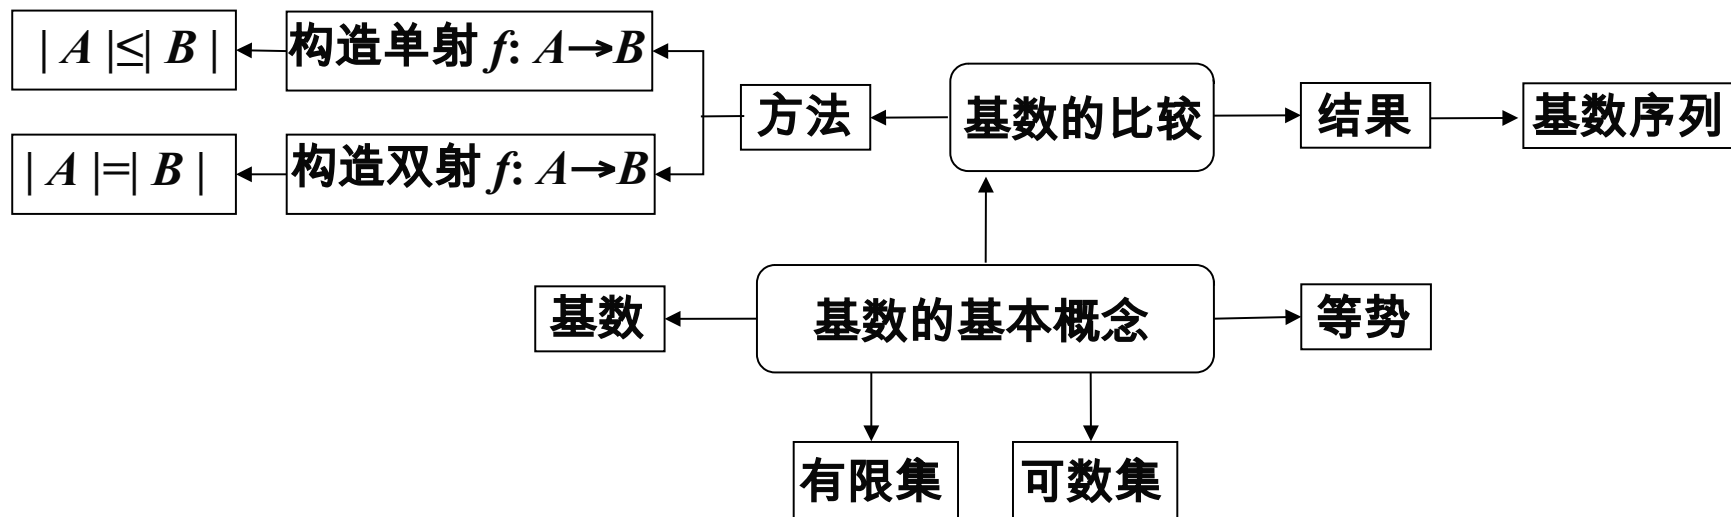 | A |≤| B |
构造单射 f: A→B
方法
基数的比较
结果
基数序列
| A |=| B |
构造双射 f: A→B
基数
基数的基本概念
等势
有限集
可数集